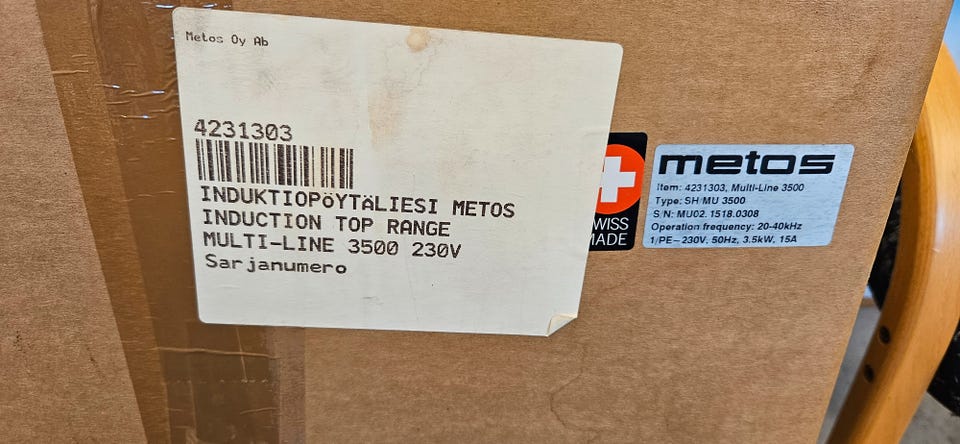 Metos Oy Ab
4231303
INDUKTIOPÖYTÄLIESI METOS
INDUCTION TOP RANGE
MULTI-LINE 3500 230V
Sarjanumero
WISS
MADE
metos
Item: 4231303, Multi-Line 3500
Type: SH MU 3500
S/N: MU02. 1518.0308
Operation frequency: 20-40kHz
1/PE~ 230V, 50Hz, 3.5kW, 15A